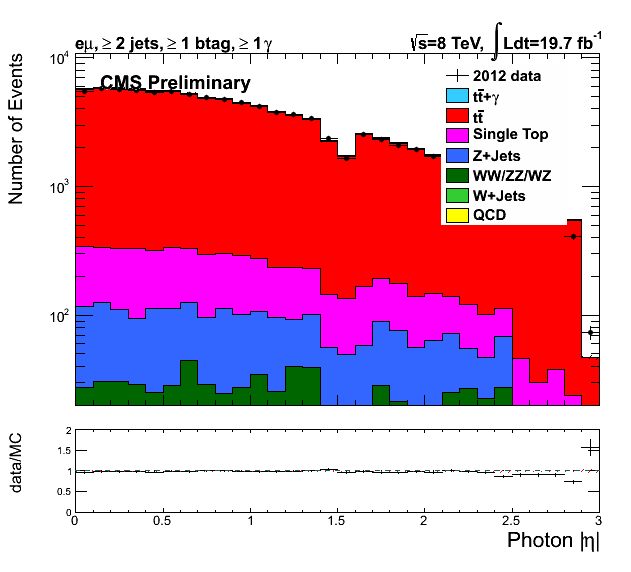 eμ, ≥ 2 jets, ≥ 1 btag, ≥ 1 γ
√s=8 TeV, ∫ Ldt=19.7 fb⁻¹
CMS Preliminary
2012 data
tt̄+γ
tt̄
Single Top
Z+Jets
WW/ZZ/WZ
W+Jets
QCD
Number of Events
10⁴
10³
10²
data/MC
2
1.5
1
0.5
0
0 0.5 1 1.5 2 2.5 3
Photon |η|